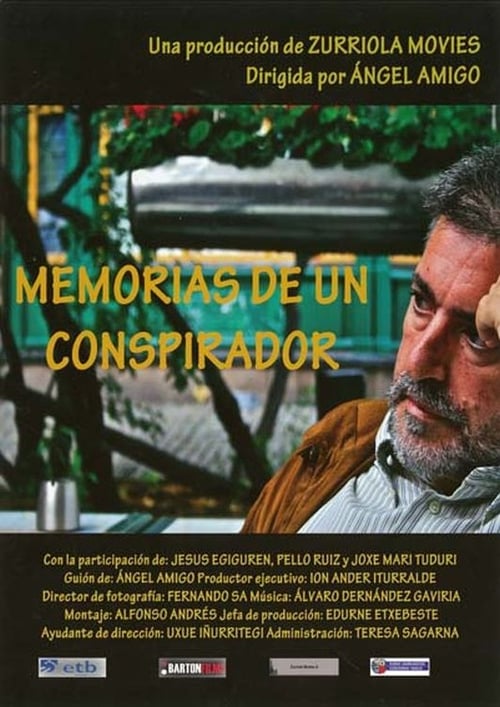 Una producción de ZURRIOLA MOVIES
Dirigida por ÁNGEL AMIGO
MEMORIAS DE UN
CONSPIRADOR
Con la participación de: JESUS EGIGUREN, PELLO RUIZ y JOXE MARI TUDURI
Guión de: ÁNGEL AMIGO Productor ejecutivo: ION ANDER ITURRALDE
Director de fotografía: FERNANDO SA Música: ÁLVARO DERNÁNDEZ GAVIRIA
Montaje: ALFONSO ANDRÉS Jefa de producción: EDURNE ETXEBESTE
Ayudante de dirección: UXUE IÑURRITEGI Administración: TERESA SAGARNA
etb
BARTONFILMS